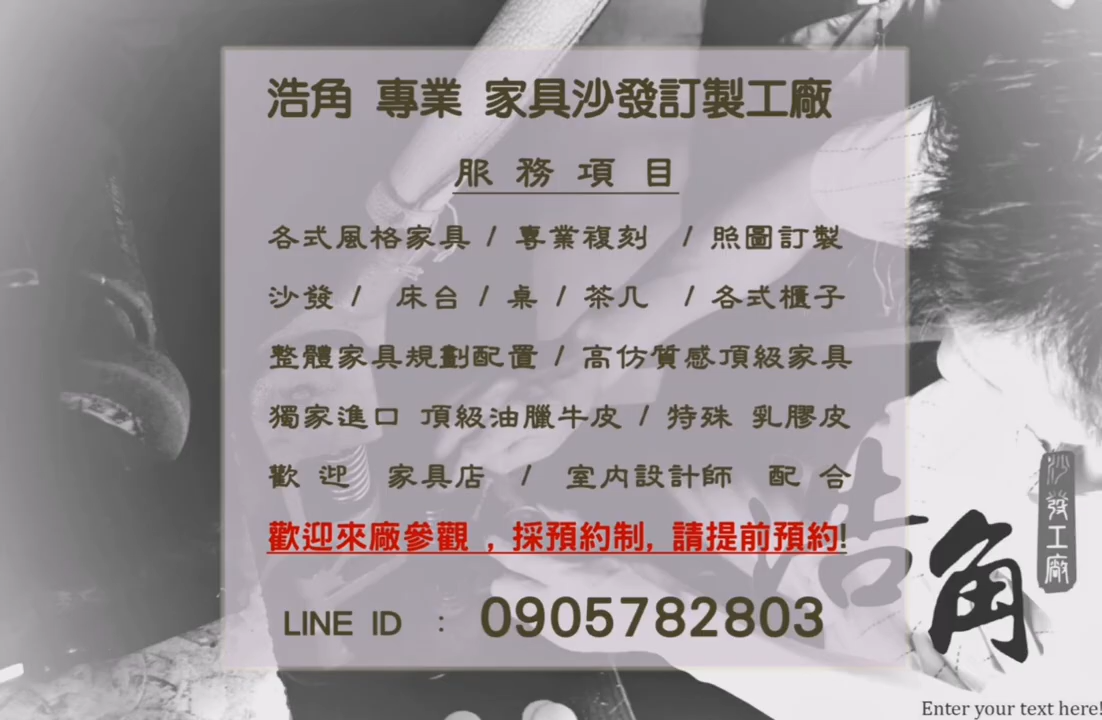 浩角 專業 家具沙發訂製工廠
服 務 項 目
各式風格家具 / 專業複刻 / 照圖訂製
沙發 / 床台 / 桌 / 茶几 / 各式櫃子
整體家具規劃配置 / 高仿質感頂級家具
獨家進口 頂級油臘牛皮 / 特殊 乳膠皮
歡 迎 家具店 / 室內設計師 配 合
歡迎來廠參觀 , 採預約制, 請提前預約!
LINE ID : 0905782803
浩角
沙發工廠
Enter your text here!